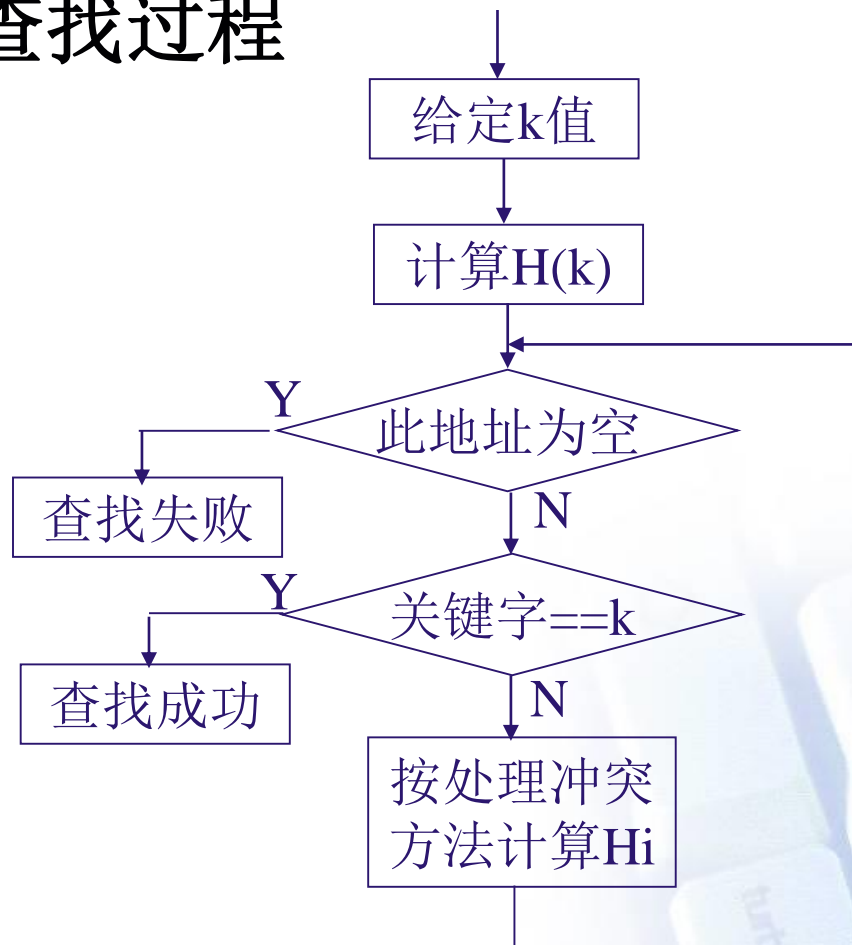 查找过程
给定k值
计算H(k)
Y
此地址为空
查找失败
N
Y
关键字==k
查找成功
N
按处理冲突
方法计算Hi